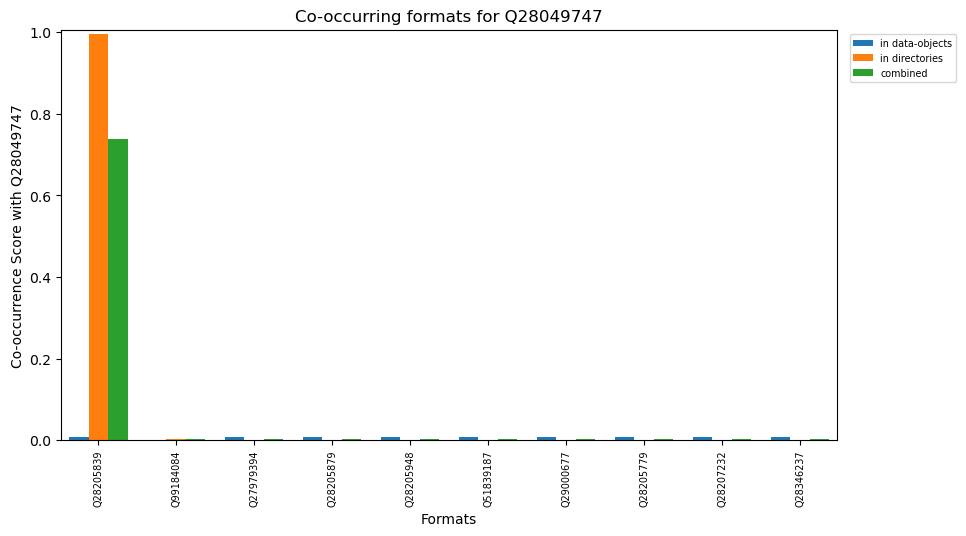 Co-occurring formats for Q28049747
in data-objects
in directories
combined
Co-occurrence Score with Q28049747
1.0
0.8
0.6
0.4
0.2
0.0
Q28205839
Q99184084
Q27979394
Q28205879
Q28205948
Q51839187
Q29000677
Q28205779
Q28207232
Q28346237
Formats